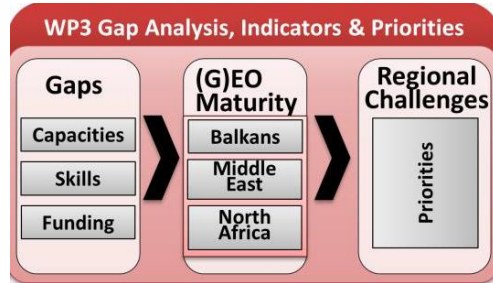 WP3 Gap Analysis, Indicators & Priorities
Gaps
Capacities
Skills
Funding
(G)EO
Maturity
Balkans
Middle
East
North
Africa
Regional
Challenges
Priorities